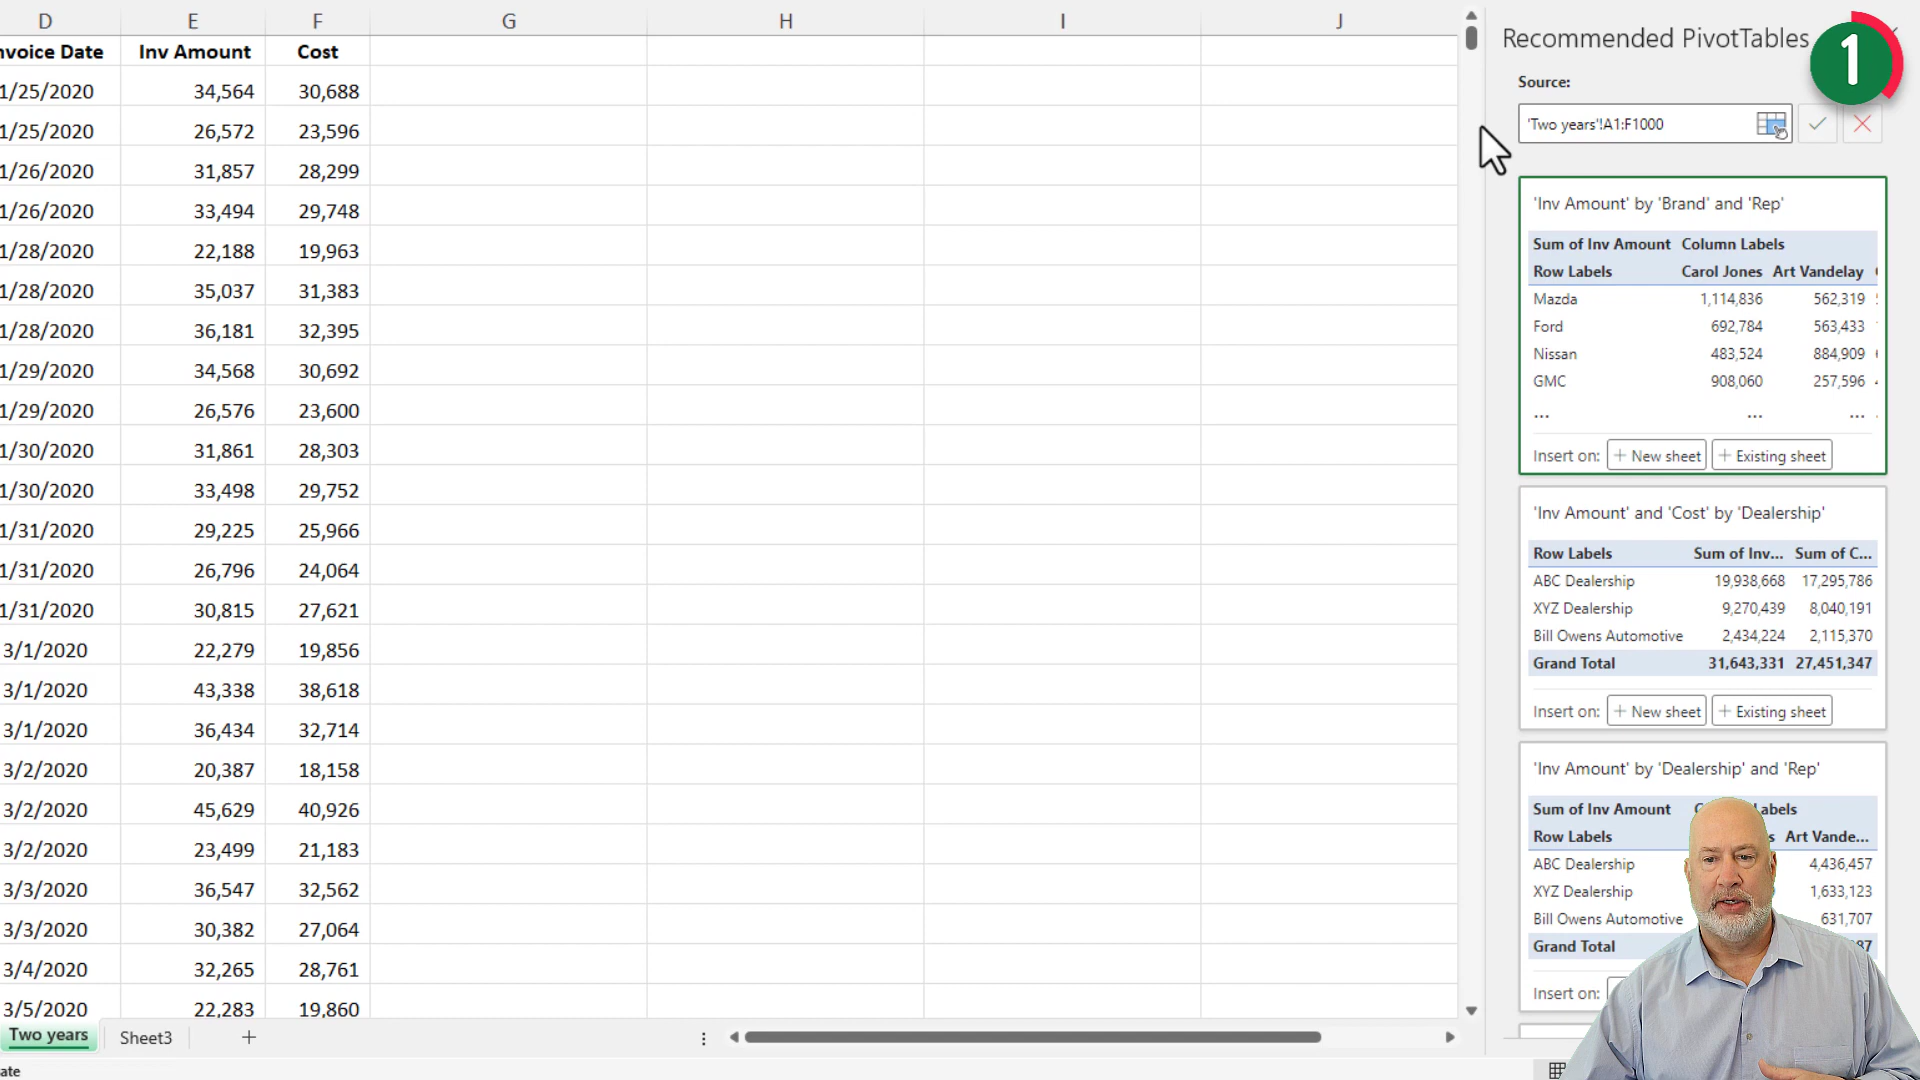 D E F G H I J
nvoice Date Inv Amount Cost
1/25/2020 34,564 30,688
1/25/2020 26,572 23,596
1/26/2020 31,857 28,299
1/26/2020 33,494 29,748
1/28/2020 22,188 19,963
1/28/2020 35,037 31,383
1/28/2020 36,181 32,395
1/29/2020 34,568 30,692
1/29/2020 26,576 23,600
1/30/2020 31,861 28,303
1/30/2020 33,498 29,752
1/31/2020 29,225 25,966
1/31/2020 26,796 24,064
1/31/2020 30,815 27,621
3/1/2020 22,279 19,856
3/1/2020 43,338 38,618
3/1/2020 36,434 32,714
3/2/2020 20,387 18,158
3/2/2020 45,629 40,926
3/2/2020 23,499 21,183
3/3/2020 36,547 32,562
3/3/2020 30,382 27,064
3/4/2020 32,265 28,761
3/5/2020 22,283 19,860
Two years Sheet3 +
ate
Recommended PivotTables
1
Source:
'Two years'!A1:F1000
'Inv Amount' by 'Brand' and 'Rep'
Sum of Inv Amount Column Labels
Row Labels Carol Jones Art Vandelay
Mazda 1,114,836 562,319
Ford 692,784 563,433
Nissan 483,524 884,909
GMC 908,060 257,596
... ... ...
Insert on: + New sheet + Existing sheet
'Inv Amount' and 'Cost' by 'Dealership'
Row Labels Sum of Inv... Sum of C...
ABC Dealership 19,938,668 17,295,786
XYZ Dealership 9,270,439 8,040,191
Bill Owens Automotive 2,434,224 2,115,370
Grand Total 31,643,331 27,451,347
Insert on: + New sheet + Existing sheet
'Inv Amount' by 'Dealership' and 'Rep'
Sum of Inv Amount C abels
Row Labels s Art Vande...
ABC Dealership 4,436,457
XYZ Dealership 1,633,123
Bill Owens Automotive 631,707
Grand Total 87
Insert on: